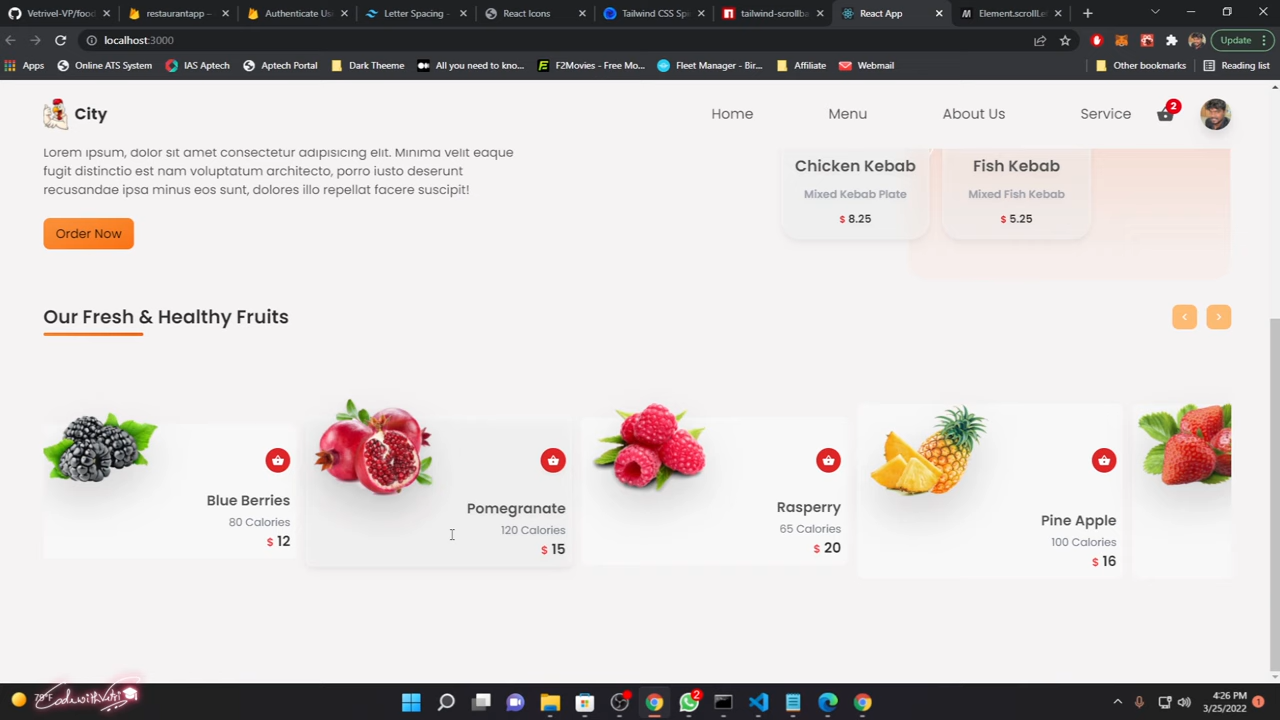 Vetrivel-VP/food
restaurantapp –
Authenticate Us
Letter Spacing -
React Icons
Tailwind CSS Sp
tailwind-scrollba
React App
Element.scrollLe
localhost:3000
Update
Apps
Online ATS System
IAS Aptech
Aptech Portal
Dark Theeme
All you need to kno...
F2Movies - Free Mo...
Fleet Manager - Bir...
Affiliate
Webmail
Other bookmarks
Reading list
City
Home
Menu
About Us
Service
2
Lorem ipsum, dolor sit amet consectetur adipisicing elit. Minima velit eaque
fugit distinctio est nam voluptatum architecto, porro iusto deserunt
recusandae ipsa minus eos sunt, dolores illo repellat facere suscipit!
Order Now
Chicken Kebab
Mixed Kebab Plate
$ 8.25
Fish Kebab
Mixed Fish Kebab
$ 5.25
Our Fresh & Healthy Fruits
Blue Berries
80 Calories
$ 12
Pomegranate
120 Calories
$ 15
Rasperry
65 Calories
$ 20
Pine Apple
100 Calories
$ 16
CodewithVetri
2
4:26 PM
3/25/2022